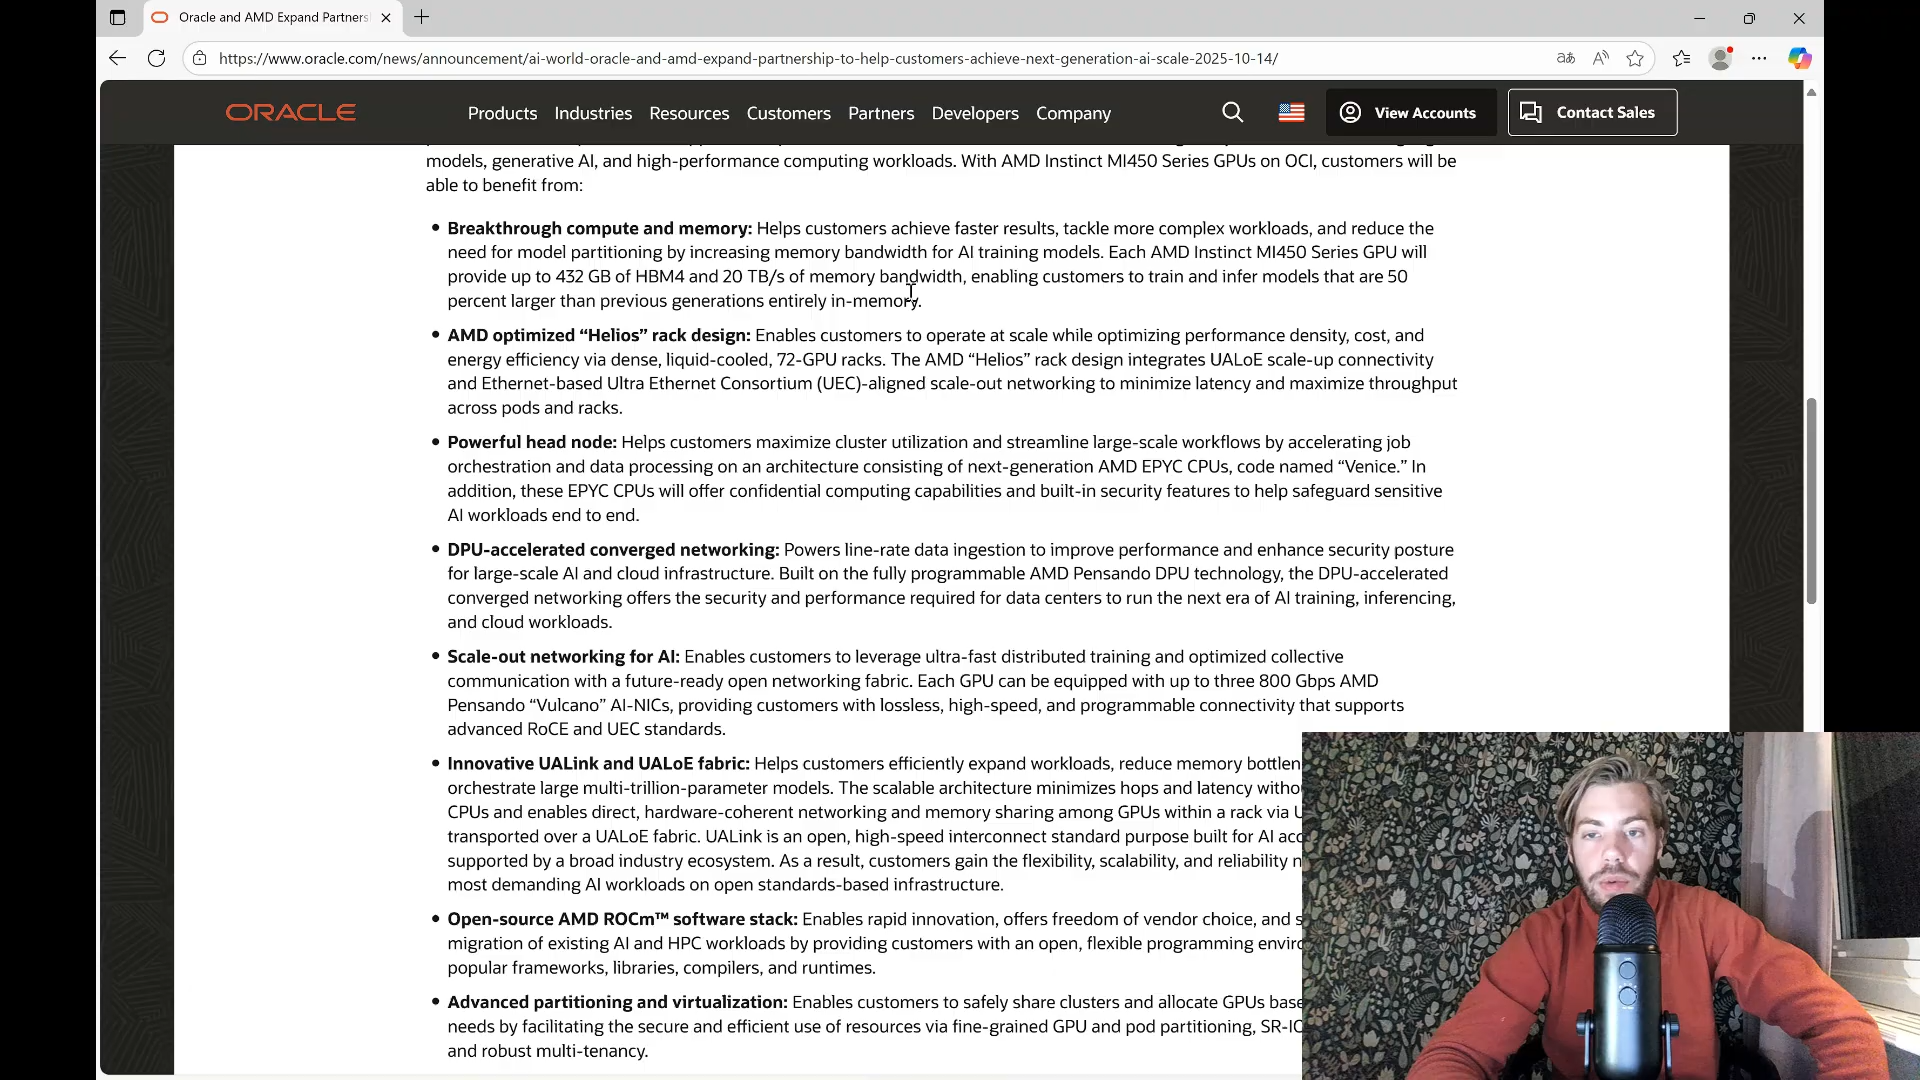 Oracle and AMD Expand Partners
https://www.oracle.com/news/announcement/ai-world-oracle-and-amd-expand-partnership-to-help-customers-achieve-next-generation-ai-scale-2025-10-14/
ORACLE
Products Industries Resources Customers Partners Developers Company
View Accounts
Contact Sales
models, generative AI, and high-performance computing workloads. With AMD Instinct MI450 Series GPUs on OCI, customers will be
able to benefit from:
• Breakthrough compute and memory: Helps customers achieve faster results, tackle more complex workloads, and reduce the
need for model partitioning by increasing memory bandwidth for AI training models. Each AMD Instinct MI450 Series GPU will
provide up to 432 GB of HBM4 and 20 TB/s of memory bandwidth, enabling customers to train and infer models that are 50
percent larger than previous generations entirely in-memory.
• AMD optimized “Helios” rack design: Enables customers to operate at scale while optimizing performance density, cost, and
energy efficiency via dense, liquid-cooled, 72-GPU racks. The AMD “Helios” rack design integrates UALoE scale-up connectivity
and Ethernet-based Ultra Ethernet Consortium (UEC)-aligned scale-out networking to minimize latency and maximize throughput
across pods and racks.
• Powerful head node: Helps customers maximize cluster utilization and streamline large-scale workflows by accelerating job
orchestration and data processing on an architecture consisting of next-generation AMD EPYC CPUs, code named “Venice.” In
addition, these EPYC CPUs will offer confidential computing capabilities and built-in security features to help safeguard sensitive
AI workloads end to end.
• DPU-accelerated converged networking: Powers line-rate data ingestion to improve performance and enhance security posture
for large-scale AI and cloud infrastructure. Built on the fully programmable AMD Pensando DPU technology, the DPU-accelerated
converged networking offers the security and performance required for data centers to run the next era of AI training, inferencing,
and cloud workloads.
• Scale-out networking for AI: Enables customers to leverage ultra-fast distributed training and optimized collective
communication with a future-ready open networking fabric. Each GPU can be equipped with up to three 800 Gbps AMD
Pensando “Vulcano” AI-NICs, providing customers with lossless, high-speed, and programmable connectivity that supports
advanced RoCE and UEC standards.
• Innovative UALink and UALoE fabric: Helps customers efficiently expand workloads, reduce memory bottlen
orchestrate large multi-trillion-parameter models. The scalable architecture minimizes hops and latency witho
CPUs and enables direct, hardware-coherent networking and memory sharing among GPUs within a rack via U
transported over a UALoE fabric. UALink is an open, high-speed interconnect standard purpose built for AI acc
supported by a broad industry ecosystem. As a result, customers gain the flexibility, scalability, and reliability n
most demanding AI workloads on open standards-based infrastructure.
• Open-source AMD ROCm™ software stack: Enables rapid innovation, offers freedom of vendor choice, and s
migration of existing AI and HPC workloads by providing customers with an open, flexible programming enviro
popular frameworks, libraries, compilers, and runtimes.
• Advanced partitioning and virtualization: Enables customers to safely share clusters and allocate GPUs base
needs by facilitating the secure and efficient use of resources via fine-grained GPU and pod partitioning, SR-IO
and robust multi-tenancy.